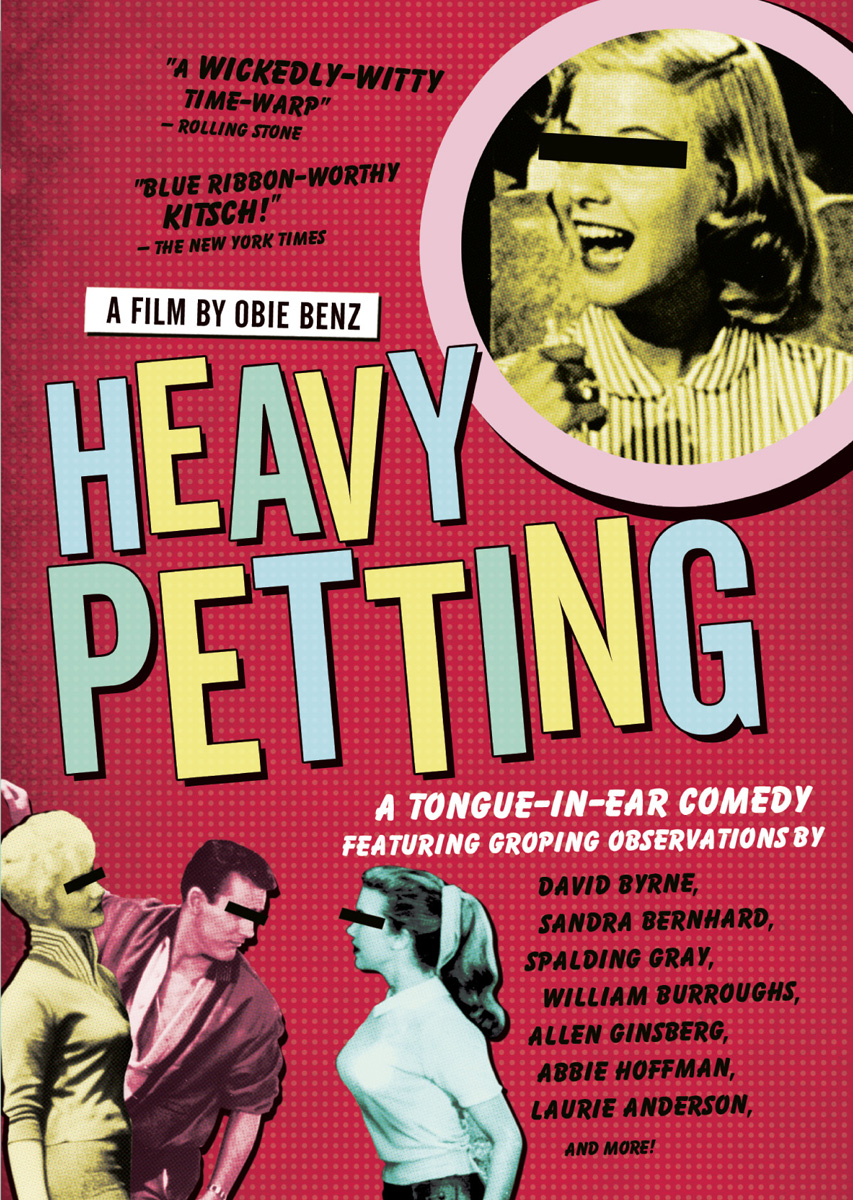 "A WICKEDLY-WITTY
TIME-WARP"
– ROLLING STONE
"BLUE RIBBON-WORTHY
KITSCH!"
– THE NEW YORK TIMES
A FILM BY OBIE BENZ
HEAVY
PETTING
A TONGUE-IN-EAR COMEDY
FEATURING GROPING OBSERVATIONS BY
DAVID BYRNE,
SANDRA BERNHARD,
SPALDING GRAY,
WILLIAM BURROUGHS,
ALLEN GINSBERG,
ABBIE HOFFMAN,
LAURIE ANDERSON,
AND MORE!